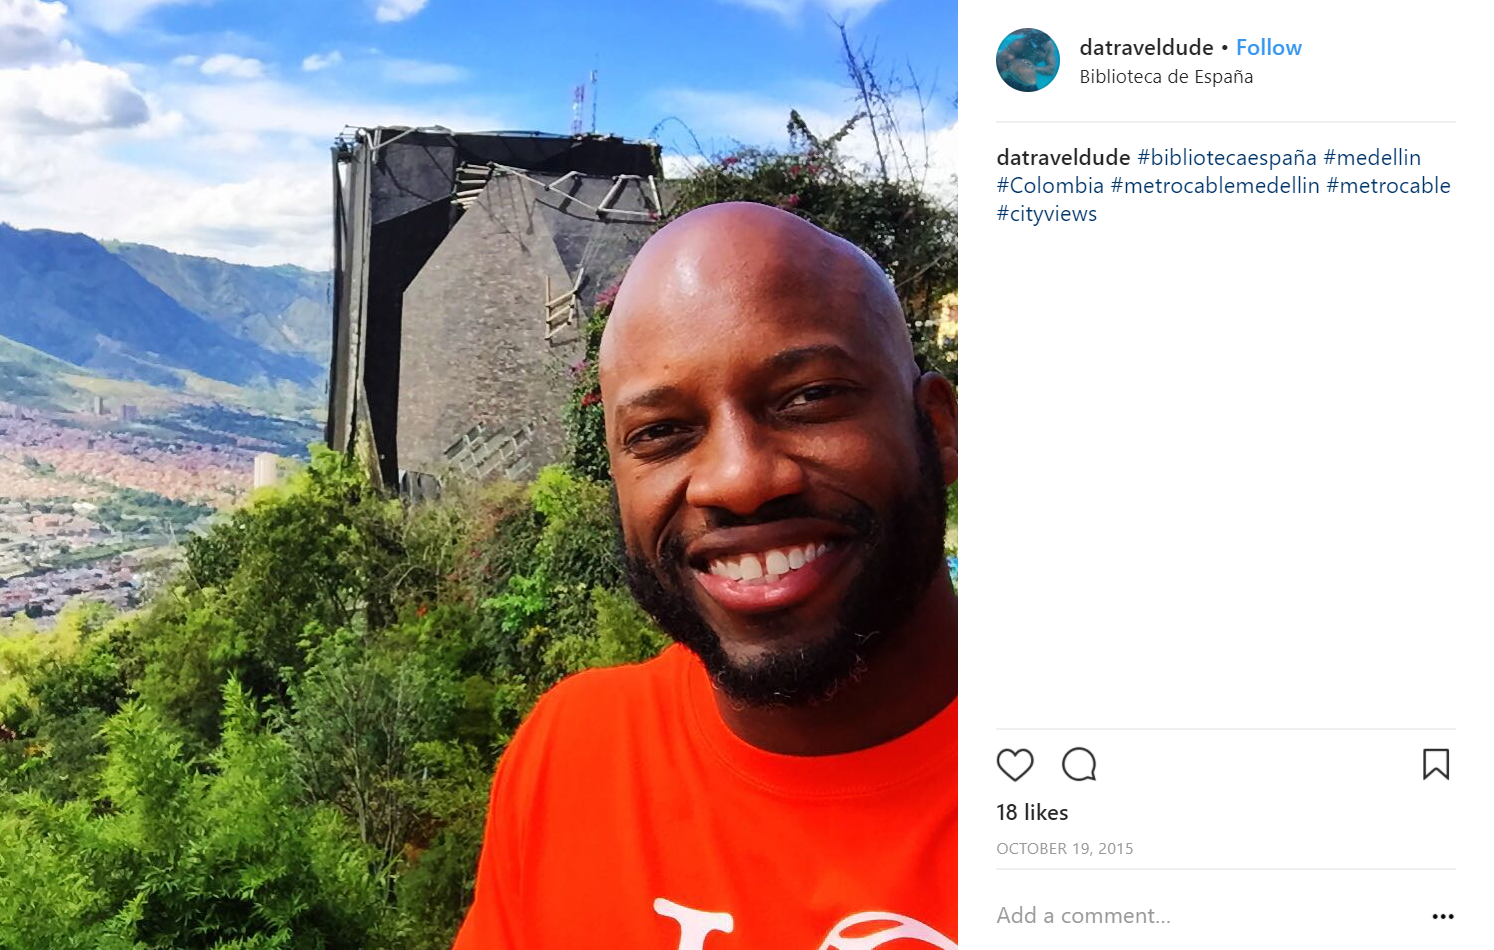 datraveldude • Follow
Biblioteca de España
datraveldude #bibliotecaespaña #medellin
#Colombia #metrocablemedellin #metrocable
#cityviews
18 likes
OCTOBER 19, 2015
Add a comment...